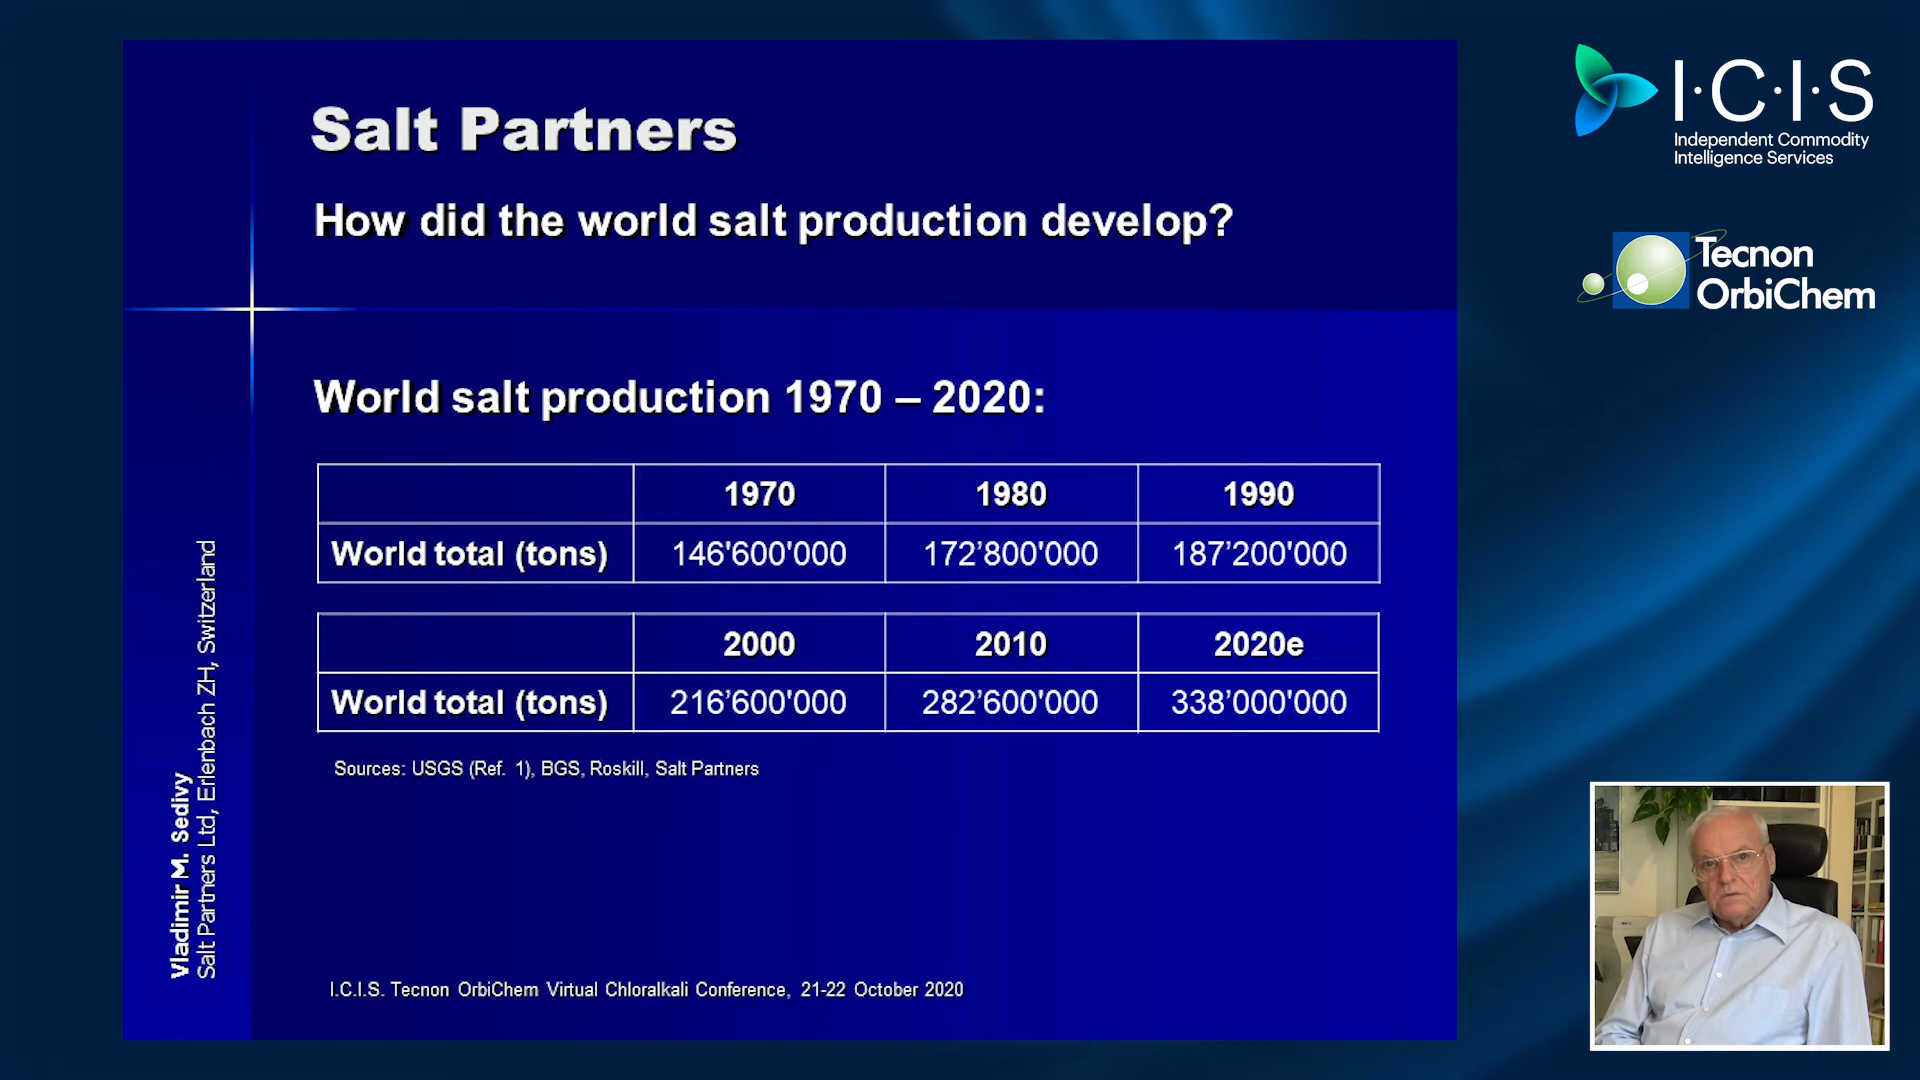 Salt Partners
How did the world salt production develop?
World salt production 1970 – 2020:
1970 1980 1990
World total (tons) 146'600'000 172’800'000 187’200'000
2000 2010 2020e
World total (tons) 216’600'000 282’600'000 338’000'000
Sources: USGS (Ref. 1), BGS, Roskill, Salt Partners
I.C.I.S. Tecnon OrbiChem Virtual Chloralkali Conference, 21-22 October 2020
Vladimir M. Sedivy
Salt Partners Ltd, Erlenbach ZH, Switzerland
I·C·I·S
Independent Commodity
Intelligence Services
Tecnon
OrbiChem